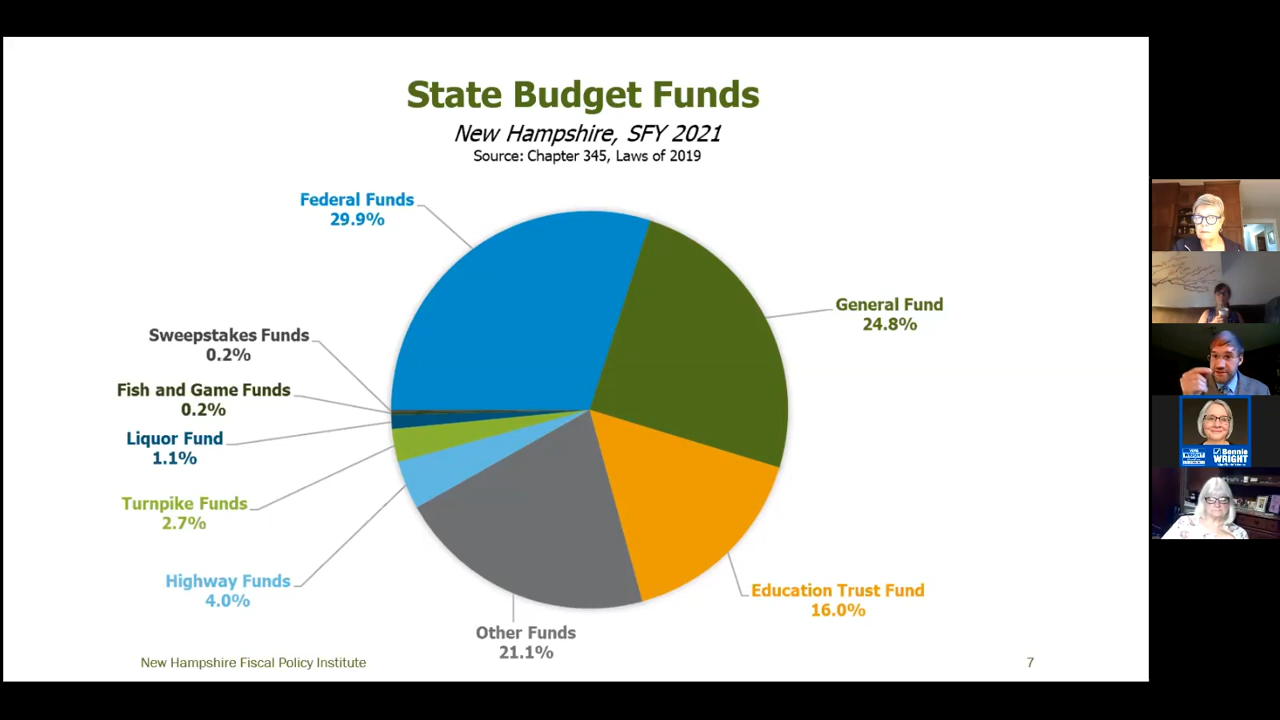 State Budget Funds
New Hampshire, SFY 2021
Source: Chapter 345, Laws of 2019
Federal Funds
29.9%
General Fund
24.8%
Sweepstakes Funds
0.2%
Fish and Game Funds
0.2%
Liquor Fund
1.1%
Turnpike Funds
2.7%
Highway Funds
4.0%
Education Trust Fund
16.0%
Other Funds
21.1%
New Hampshire Fiscal Policy Institute
7
WRIGHT
Bonnie
WRIGHT